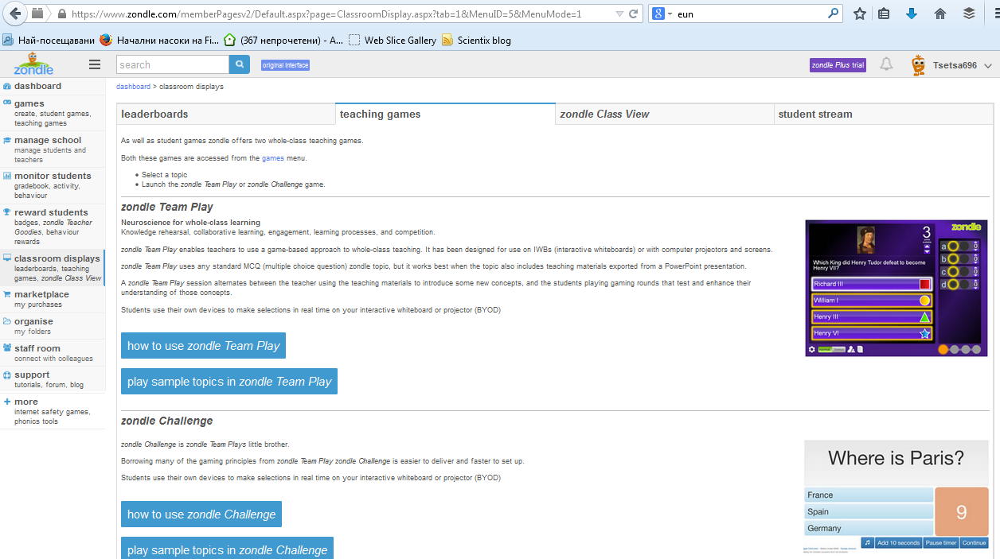 https://www.zondle.com/memberPagesv2/Default.aspx?page=ClassroomDisplay.aspx?tab=1&MenuID=5&MenuMode=1
eun
Най-посещавани
Начални насоки на Fi...
(367 непрочетени) - А...
Web Slice Gallery
Scientix blog
zondle
search
original interface
zondle Plus trial
Tsetsa696
dashboard
games
create, student games,
teaching games
manage school
manage students and
teachers
monitor students
gradebook, activity,
behaviour
reward students
badges, zondle Teacher
Goodies, behaviour
rewards
classroom displays
leaderboards, teaching
games, zondle Class View
marketplace
my purchases
organise
my folders
staff room
connect with colleagues
support
tutorials, forum, blog
more
internet safety games,
phonics tools
dashboard > classroom displays
leaderboards
teaching games
zondle Class View
student stream
As well as student games zondle offers two whole-class teaching games.
Both these games are accessed from the games menu.
• Select a topic
• Launch the zondle Team Play or zondle Challenge game.
zondle Team Play
Neuroscience for whole-class learning
Knowledge rehearsal, collaborative learning, engagement, learning processes, and competition.
zondle Team Play enables teachers to use a game-based approach to whole-class teaching. It has been designed for use on IWBs (interactive whiteboards) or with computer projectors and screens.
zondle Team Play uses any standard MCQ (multiple choice question) zondle topic, but it works best when the topic also includes teaching materials exported from a PowerPoint presentation.
A zondle Team Play session alternates between the teacher using the teaching materials to introduce some new concepts, and the students playing gaming rounds that test and enhance their
understanding of those concepts.
Students use their own devices to make selections in real time on your interactive whiteboard or projector (BYOD)
how to use zondle Team Play
play sample topics in zondle Team Play
zondle
3
Which King did Henry Tudor defeat to become
Henry VII?
Richard III
William I
Henry III
Henry VI
a 0
b 0
c 0
d 0
zondle Challenge
zondle Challenge is zondle Team Plays little brother.
Borrowing many of the gaming principles from zondle Team Play zondle Challenge is easier to deliver and faster to set up.
Students use their own devices to make selections in real time on your interactive whiteboard or projector (BYOD)
how to use zondle Challenge
play sample topics in zondle Challenge
Where is Paris?
France
Spain
Germany
9
Add 10 seconds
Pause timer
Continue